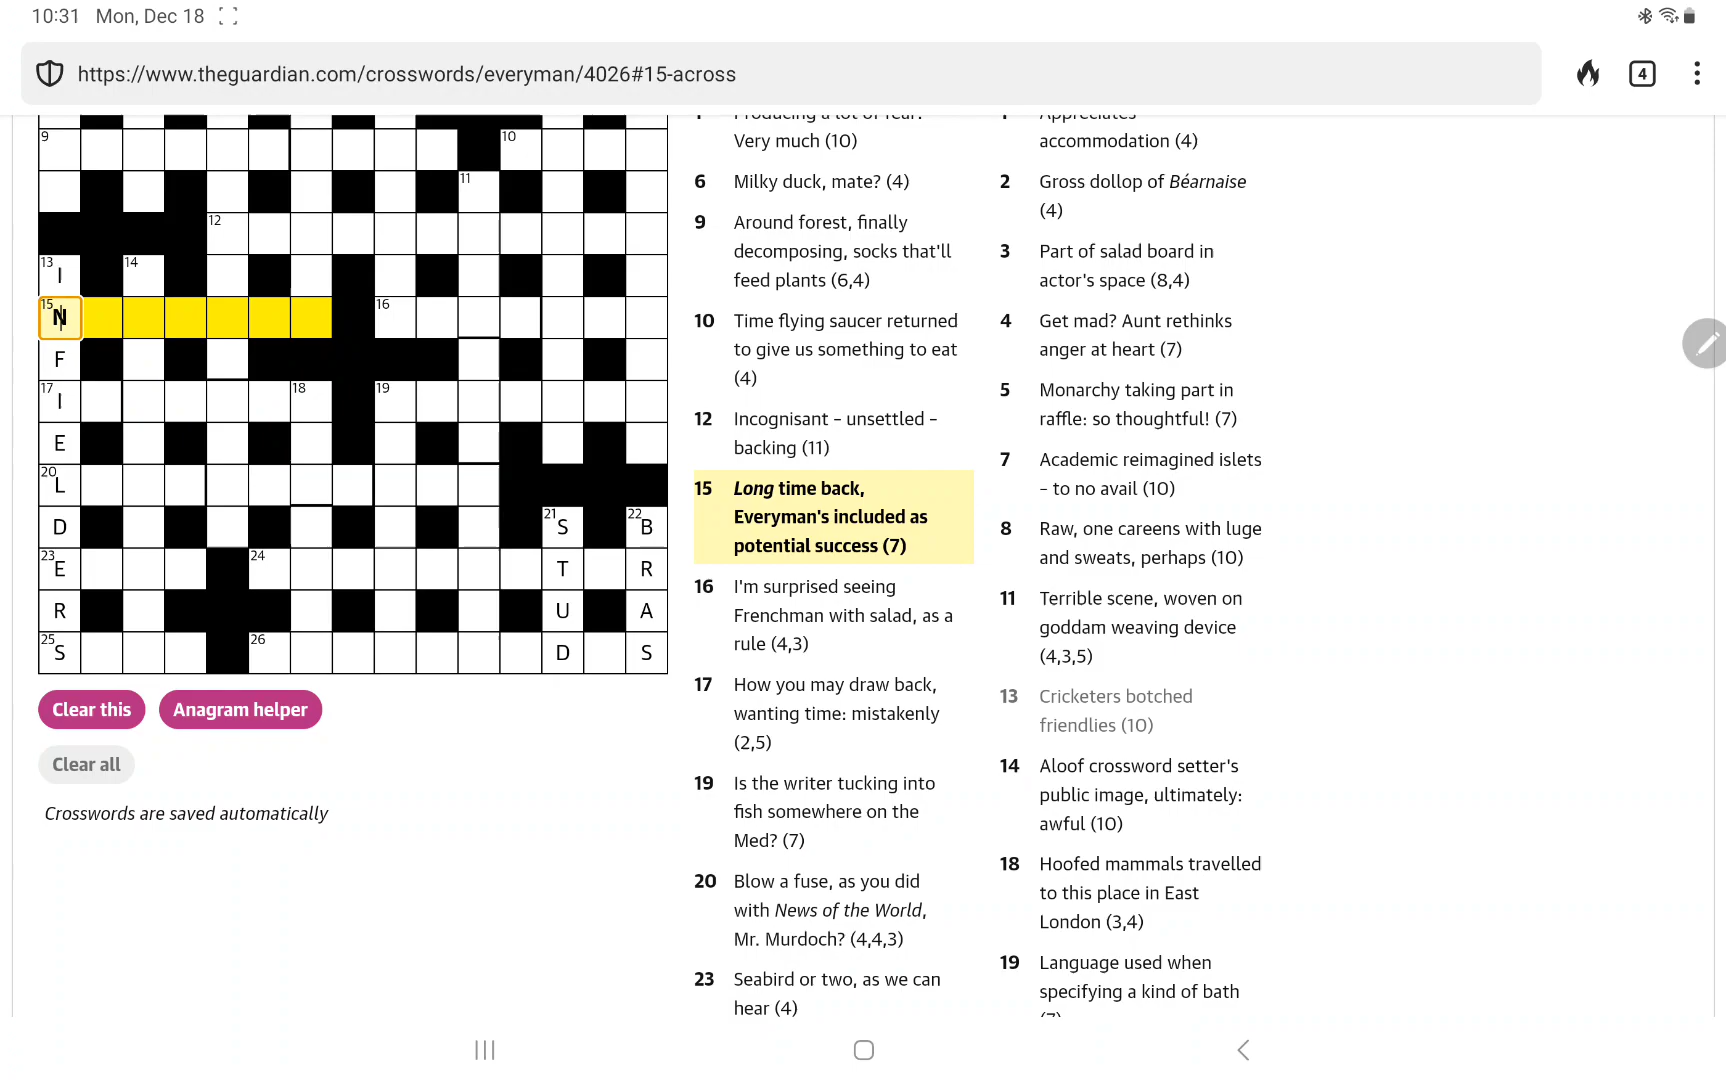 10:31 Mon, Dec 18
https://www.theguardian.com/crosswords/everyman/4026#15-across
4
9 10
11
12
13 I 14
15 N 16
F
17 I 18 19
E
20 L
D 21 S 22 B
23 E 24 T R
R U A
25 S 26 D S
Clear this
Anagram helper
Clear all
Crosswords are saved automatically
Producing a lot of fear?
Very much (10)
6 Milky duck, mate? (4)
9 Around forest, finally
decomposing, socks that'll
feed plants (6,4)
10 Time flying saucer returned
to give us something to eat
(4)
12 Incognisant – unsettled –
backing (11)
15 Long time back,
Everyman's included as
potential success (7)
16 I'm surprised seeing
Frenchman with salad, as a
rule (4,3)
17 How you may draw back,
wanting time: mistakenly
(2,5)
19 Is the writer tucking into
fish somewhere on the
Med? (7)
20 Blow a fuse, as you did
with News of the World,
Mr. Murdoch? (4,4,3)
23 Seabird or two, as we can
hear (4)
Appreciates
accommodation (4)
2 Gross dollop of Béarnaise
(4)
3 Part of salad board in
actor's space (8,4)
4 Get mad? Aunt rethinks
anger at heart (7)
5 Monarchy taking part in
raffle: so thoughtful! (7)
7 Academic reimagined islets
– to no avail (10)
8 Raw, one careens with luge
and sweats, perhaps (10)
11 Terrible scene, woven on
goddam weaving device
(4,3,5)
13 Cricketers botched
friendlies (10)
14 Aloof crossword setter's
public image, ultimately:
awful (10)
18 Hoofed mammals travelled
to this place in East
London (3,4)
19 Language used when
specifying a kind of bath